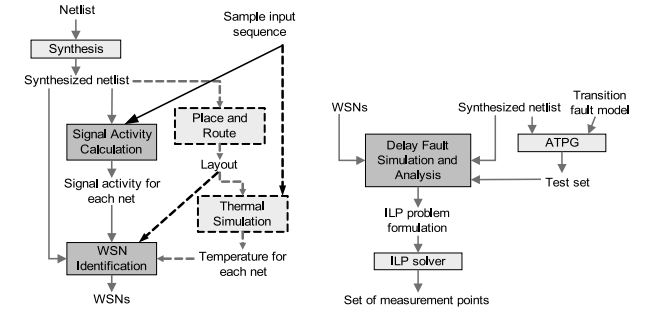 Netlist
Synthesis
Synthesized netlist
Sample input
sequence
Signal Activity
Calculation
Place and
Route
Layout
Signal activity for
each net
Thermal
Simulation
WSN
Identification
Temperature for
each net
WSNs
WSNs
Synthesized netlist
Transition
fault model
Delay Fault
Simulation and
Analysis
ATPG
Test set
ILP problem
formulation
ILP solver
Set of measurement points